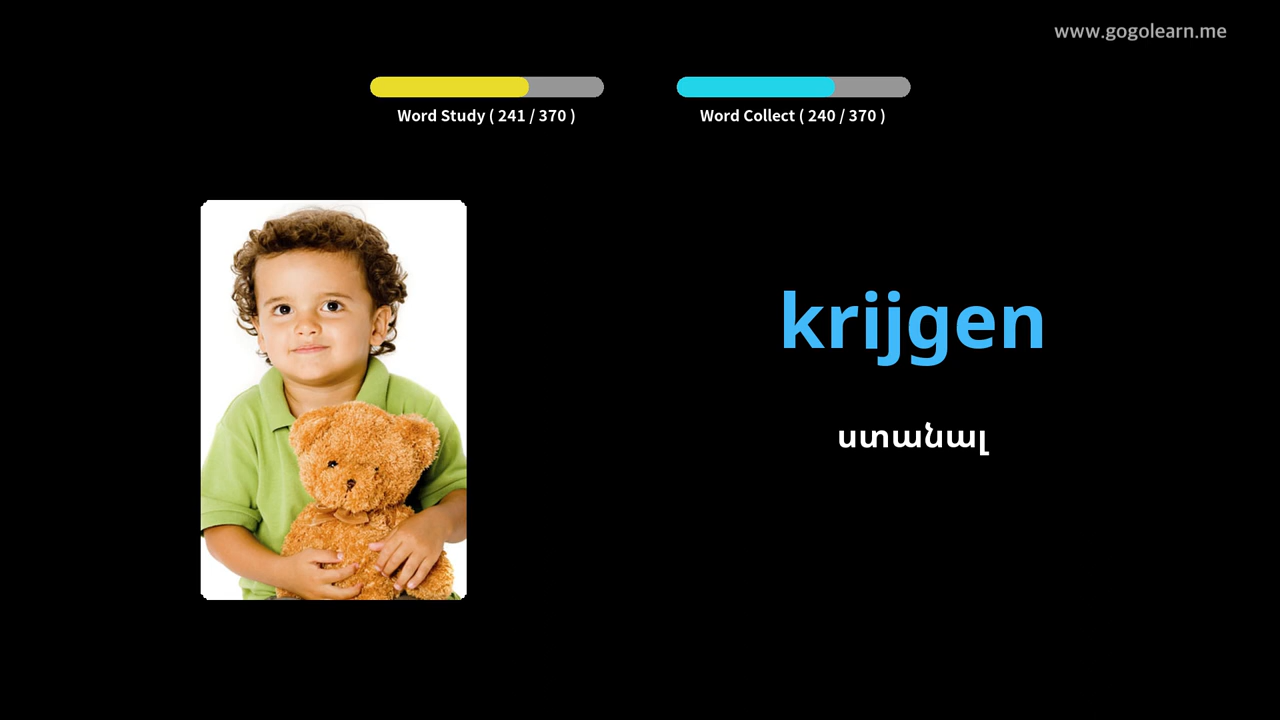 www.gogolearn.me
Word Study ( 241 / 370 )
Word Collect ( 240 / 370 )
krijgen
ստանալ